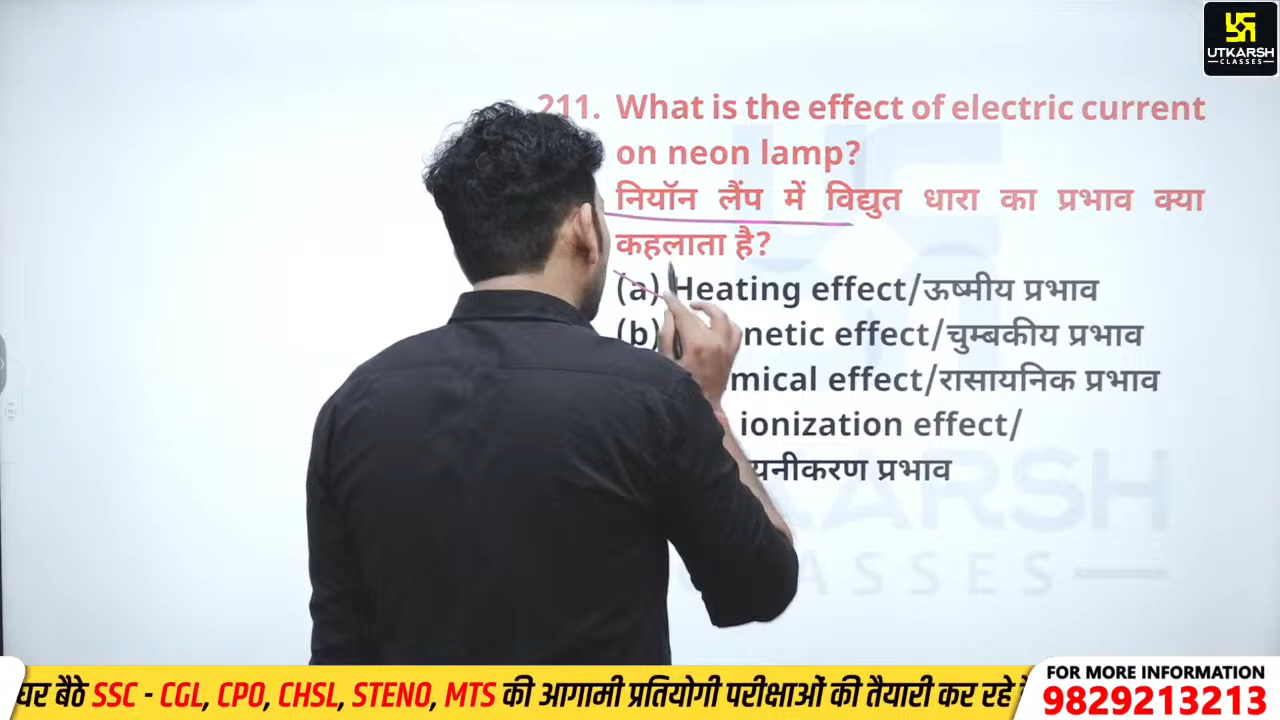 UTKARSH
CLASSES
211. What is the effect of electric current
on neon lamp?
नियॉन लैंप में विद्युत धारा का प्रभाव क्या
कहलाता है?
(a) Heating effect/ऊष्मीय प्रभाव
(b) netic effect/चुम्बकीय प्रभाव
mical effect/रासायनिक प्रभाव
ionization effect/
यनीकरण प्रभाव
ARSH
ASSES
घर बैठे SSC - CGL, CPO, CHSL, STENO, MTS की आगामी प्रतियोगी परीक्षाओं की तैयारी कर रहे
FOR MORE INFORMATION
9829213213